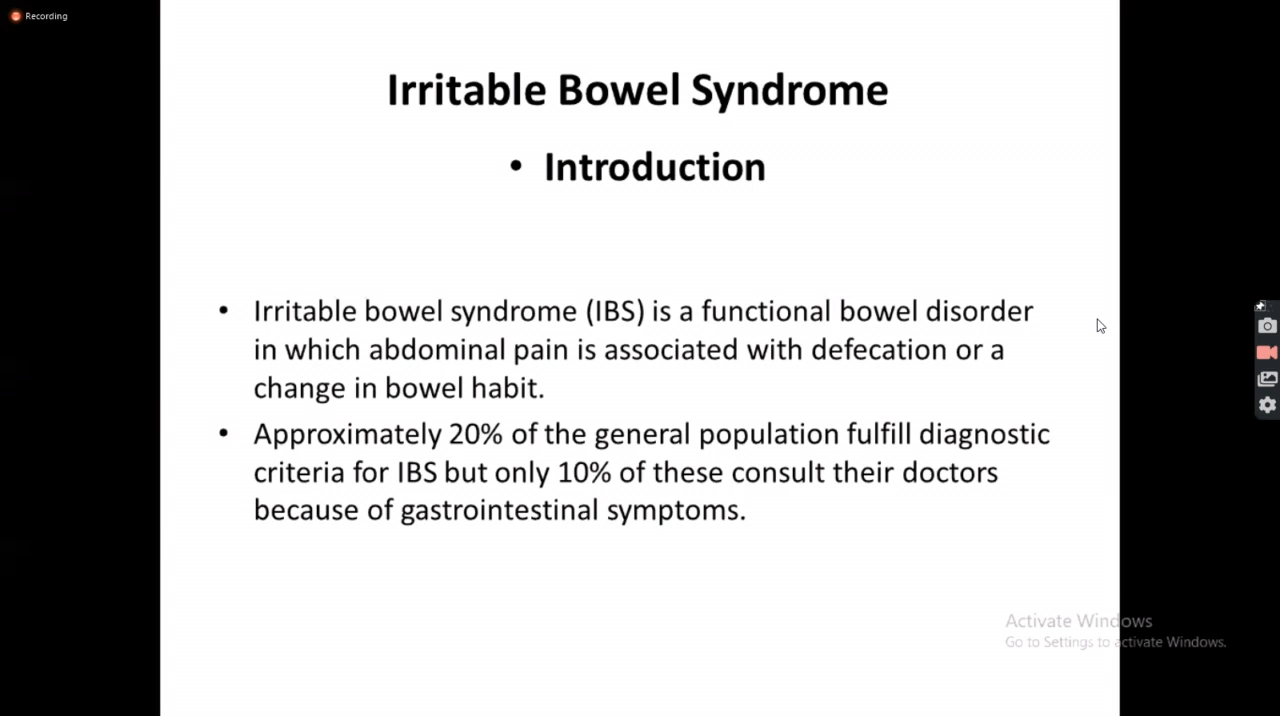 Recording
Irritable Bowel Syndrome
• Introduction
• Irritable bowel syndrome (IBS) is a functional bowel disorder
in which abdominal pain is associated with defecation or a
change in bowel habit.
• Approximately 20% of the general population fulfill diagnostic
criteria for IBS but only 10% of these consult their doctors
because of gastrointestinal symptoms.
Activate Windows
Go to Settings to activate Windows.